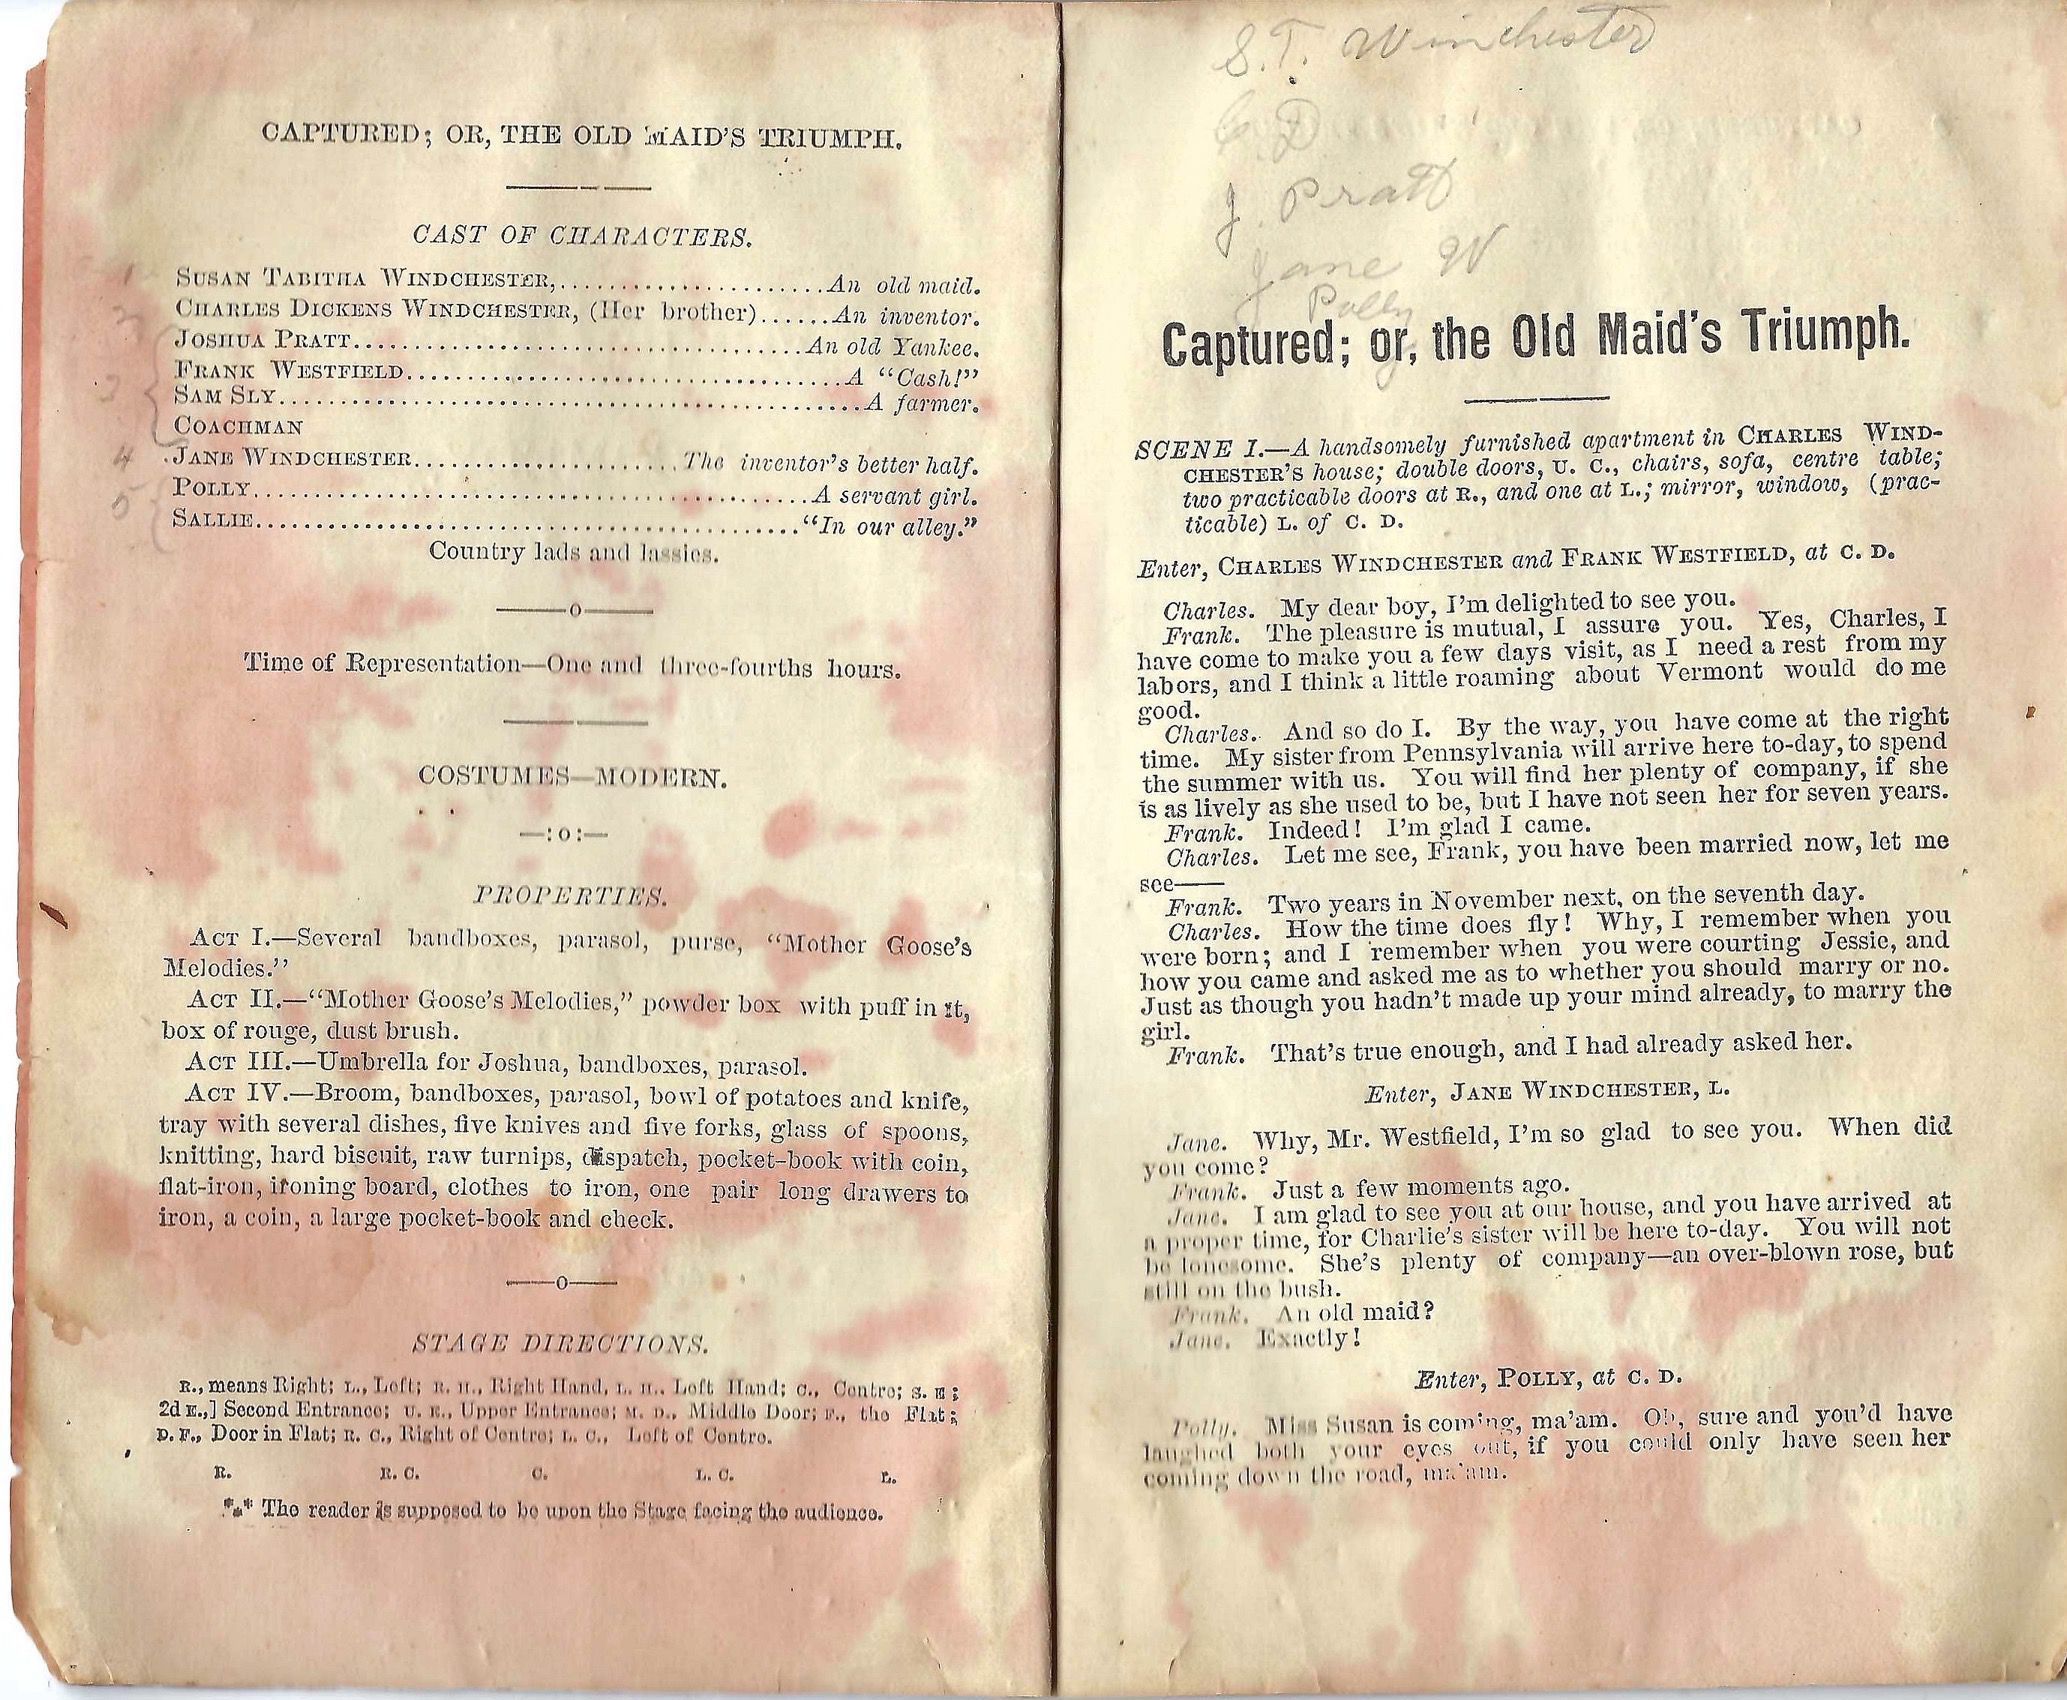 CAPTURED; OR, THE OLD MAID'S TRIUMPH.
CAST OF CHARACTERS.
1 SUSAN TABITHA WINDCHESTER,......................An old maid.
2 CHARLES DICKENS WINDCHESTER, (Her brother)......An inventor.
JOSHUA PRATT....................................An old Yankee.
3 FRANK WESTFIELD....................................A "Cash!"
SAM SLY..............................................A farmer.
COACHMAN
4 JANE WINDCHESTER......................The inventor's better half.
5 POLLY..............................................A servant girl.
SALLIE............................................"In our alley."
Country lads and lassies.
—o—
Time of Representation—One and three-fourths hours.
COSTUMES—MODERN.
—:o:—
PROPERTIES.
ACT I.—Several bandboxes, parasol, purse, "Mother Goose's
Melodies."
ACT II.—"Mother Goose's Melodies," powder box with puff in it,
box of rouge, dust brush.
ACT III.—Umbrella for Joshua, bandboxes, parasol.
ACT IV.—Broom, bandboxes, parasol, bowl of potatoes and knife,
tray with several dishes, five knives and five forks, glass of spoons,
knitting, hard biscuit, raw turnips, dispatch, pocket-book with coin,
flat-iron, ironing board, clothes to iron, one pair long drawers to
iron, a coin, a large pocket-book and check.
—o—
STAGE DIRECTIONS.
R., means Right; L., Left; R. H., Right Hand, L. H.. Left Hand; C., Centre; S. E;
2d E.,] Second Entrance; U. E., Upper Entrance; M. D., Middle Door; F., the Flat;
D. F., Door in Flat; R. C., Right of Centre; L. C., Left of Centre.
R. R. C. C. L. C. L.
*** The reader is supposed to be upon the Stage facing the audience.
S. T. Winchester
C. D
J. Pratt
Jane W
Polly
Captured; or, the Old Maid's Triumph.
SCENE I.—A handsomely furnished apartment in CHARLES WIND-
CHESTER'S house; double doors, U. C., chairs, sofa, centre table;
two practicable doors at R., and one at L.; mirror, window, (prac-
ticable) L. of C. D.
Enter, CHARLES WINDCHESTER and FRANK WESTFIELD, at C. D.
Charles. My dear boy, I'm delighted to see you.
Frank. The pleasure is mutual, I assure you. Yes, Charles, I
have come to make you a few days visit, as I need a rest from my
labors, and I think a little roaming about Vermont would do me
good.
Charles. And so do I. By the way, you have come at the right
time. My sister from Pennsylvania will arrive here to-day, to spend
the summer with us. You will find her plenty of company, if she
is as lively as she used to be, but I have not seen her for seven years.
Frank. Indeed! I'm glad I came.
Charles. Let me see, Frank, you have been married now, let me
see——
Frank. Two years in November next, on the seventh day.
Charles. How the time does fly! Why, I remember when you
were born; and I remember when you were courting Jessie, and
how you came and asked me as to whether you should marry or no.
Just as though you hadn't made up your mind already, to marry the
girl.
Frank. That's true enough, and I had already asked her.
Enter, JANE WINDCHESTER, L.
Jane. Why, Mr. Westfield, I'm so glad to see you. When did
you come?
Frank. Just a few moments ago.
Jane. I am glad to see you at our house, and you have arrived at
a proper time, for Charlie's sister will be here to-day. You will not
be lonesome. She's plenty of company—an over-blown rose, but
still on the bush.
Frank. An old maid?
Jane. Exactly!
Enter, POLLY, at C. D.
Polly. Miss Susan is coming, ma'am. Oh, sure and you'd have
laughed both your eyes out, if you could only have seen her
coming down the road, ma'am.